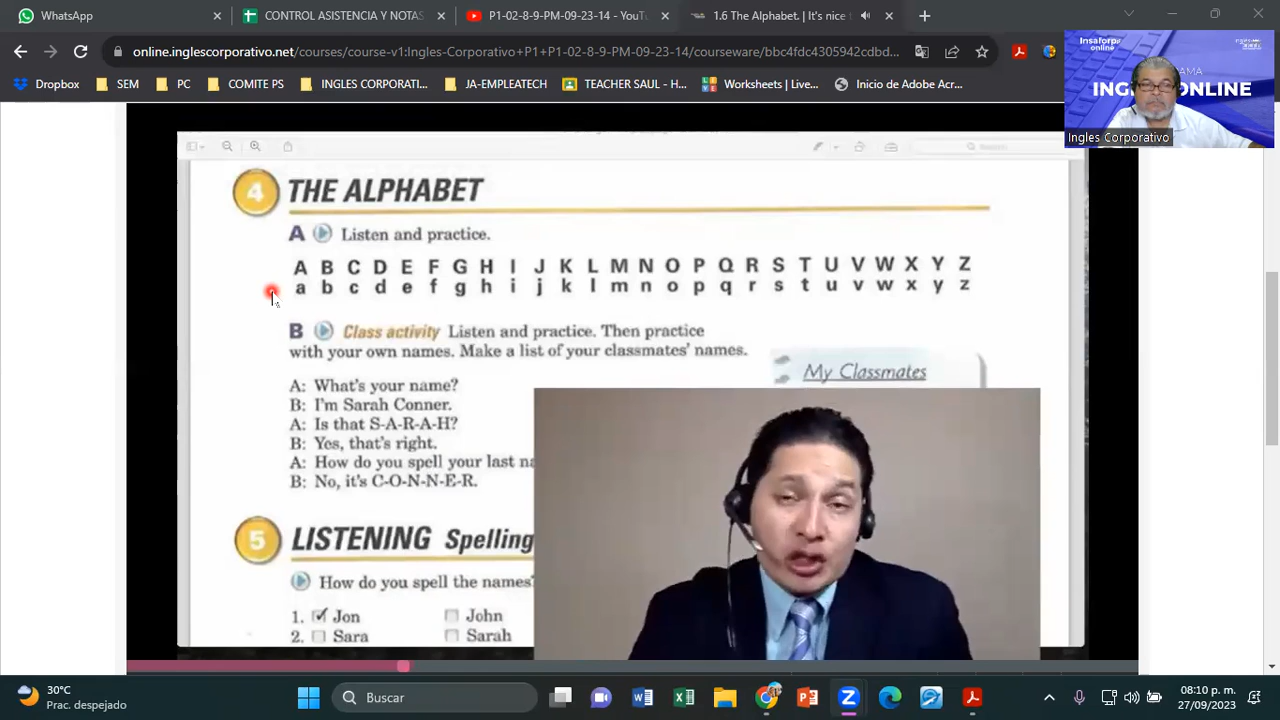 WhatsApp
CONTROL ASISTENCIA Y NOTAS
P1-02-8-9-PM-09-23-14 - YouTu
1.6 The Alphabet. | It's nice t
online.inglescorporativo.net/courses/course-v1:Ingles-Corporativo+P1+P1-02-8-9-PM-09-23-14/courseware/bbc4fdc8
Dropbox
SEM
PC
COMITE PS
INGLES CORPORATI
JA-EMPLEATECH
TEACHER SAUL - H...
Worksheets | Live...
Inicio de Adobe Acr...
Insaforp
online
INGLES ONLINE
Ingles Corporativo
4 THE ALPHABET
A Listen and practice.
A B C D E F G H I J K L M N O P Q R S T U V W X Y Z
a b c d e f g h i j k l m n o p q r s t u v w x y z
B Class activity Listen and practice. Then practice
with your own names. Make a list of your classmates' names.
My Classmates
A: What's your name?
B: I'm Sarah Conner.
A: Is that S-A-R-A-H?
B: Yes, that's right.
A: How do you spell your last na
B: No, it's C-O-N-N-E-R.
5 LISTENING Spelling
How do you spell the names?
1. Jon John
2. Sara Sarah
30°C
Prnc. despejado
Buscar
08:10 p. m.
27/09/2023